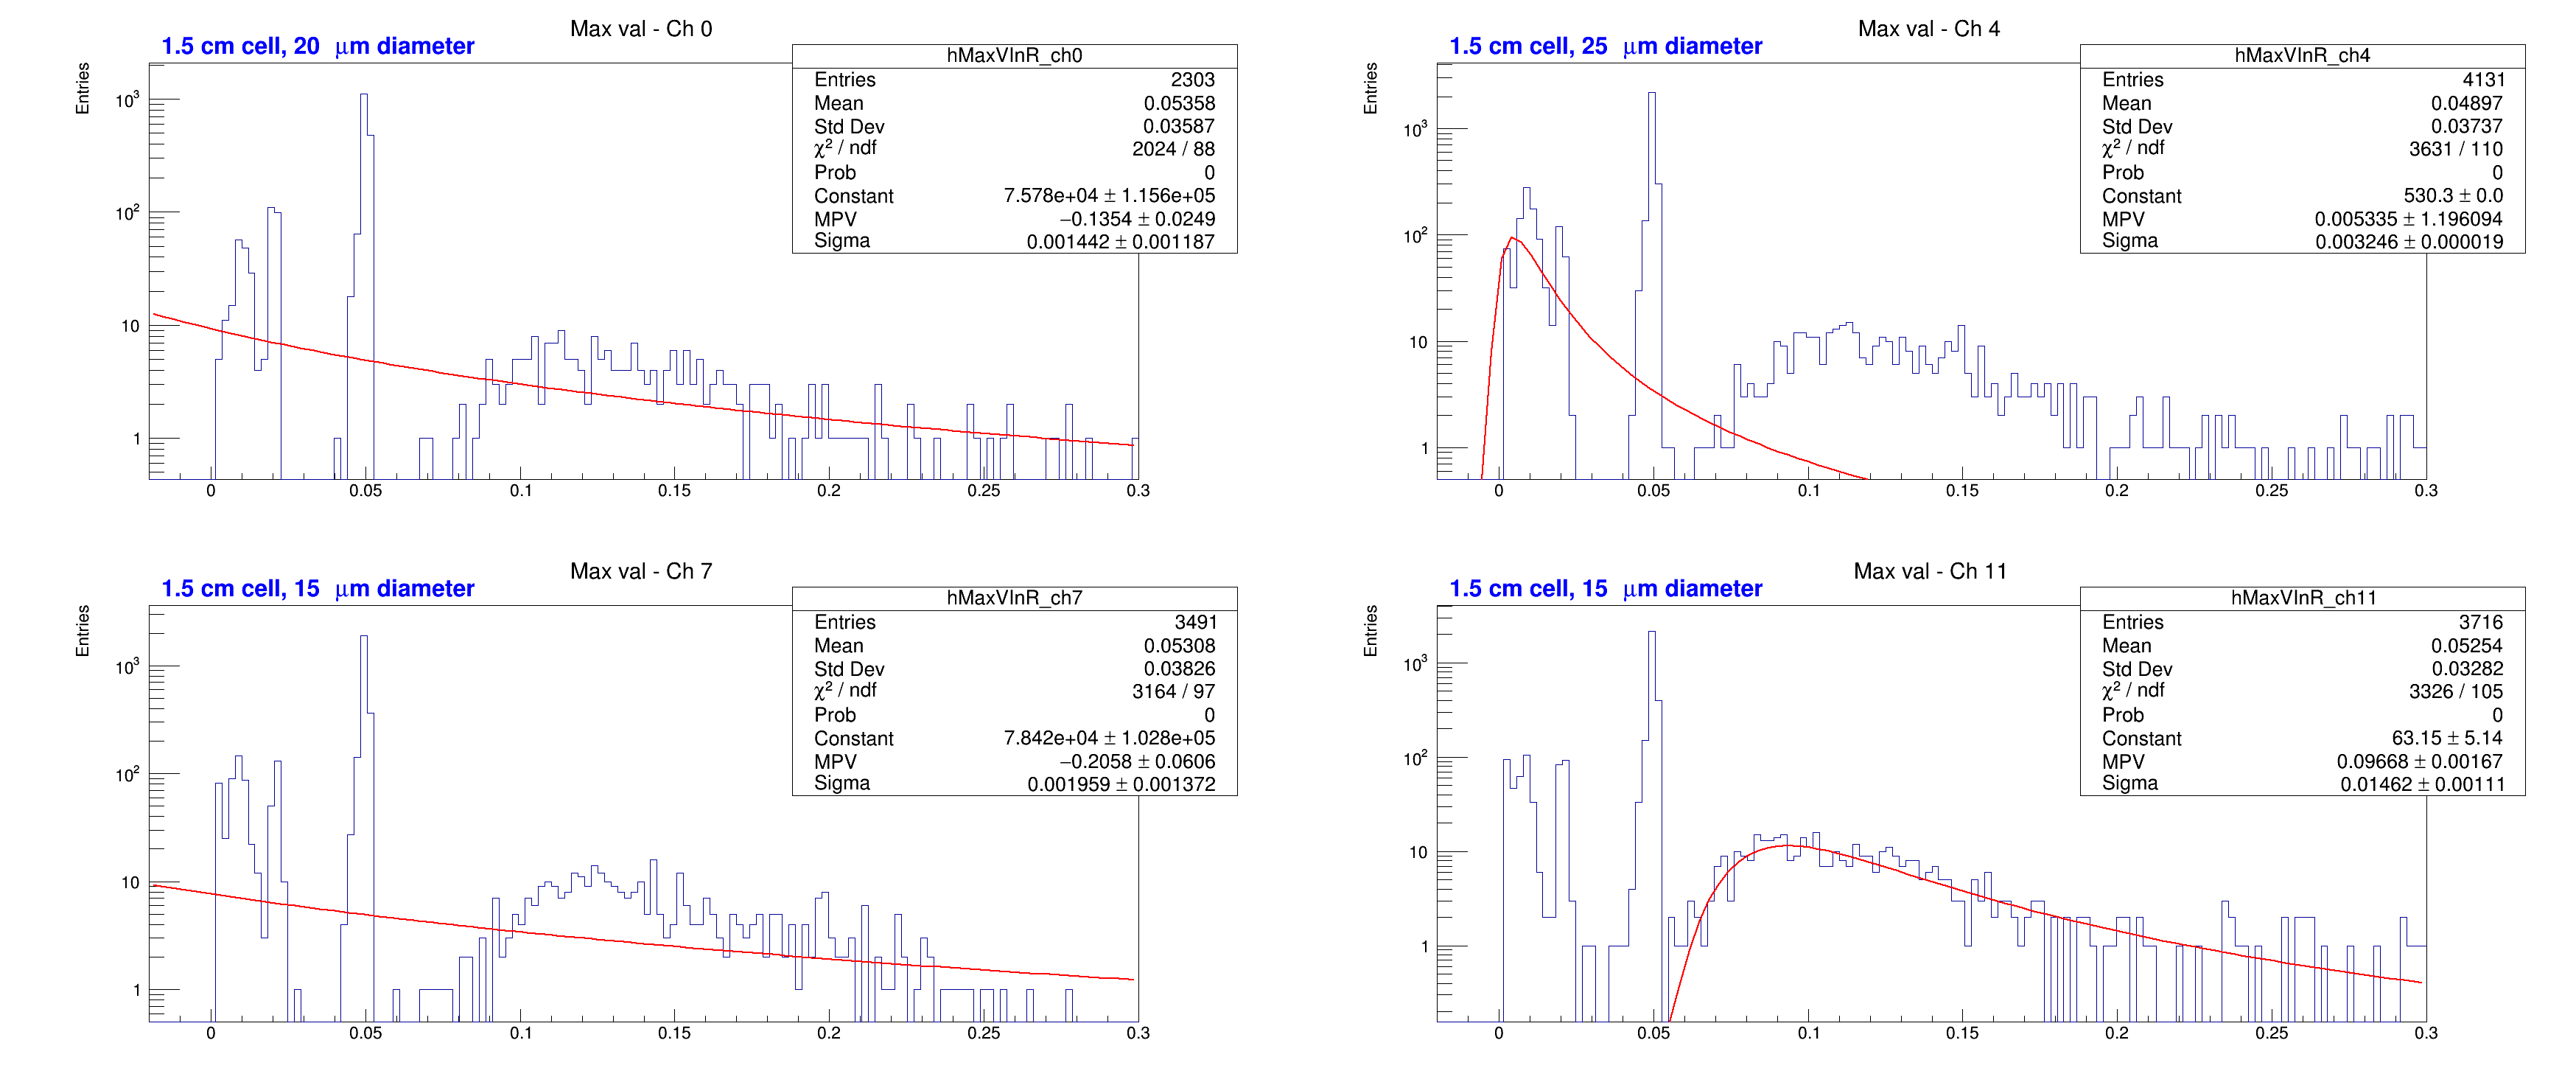 Max val - Ch 0
1.5 cm cell, 20 μm diameter
Entries
hMaxVInR_ch0
Entries 2303
Mean 0.05358
Std Dev 0.03587
χ² / ndf 2024 / 88
Prob 0
Constant 7.578e+04 ± 1.156e+05
MPV −0.1354 ± 0.0249
Sigma 0.001442 ± 0.001187
10³
10²
10
1
0 0.05 0.1 0.15 0.2 0.25 0.3
Max val - Ch 4
1.5 cm cell, 25 μm diameter
Entries
hMaxVInR_ch4
Entries 4131
Mean 0.04897
Std Dev 0.03737
χ² / ndf 3631 / 110
Prob 0
Constant 530.3 ± 0.0
MPV 0.005335 ± 1.196094
Sigma 0.003246 ± 0.000019
10³
10²
10
1
0 0.05 0.1 0.15 0.2 0.25 0.3
Max val - Ch 7
1.5 cm cell, 15 μm diameter
Entries
hMaxVInR_ch7
Entries 3491
Mean 0.05308
Std Dev 0.03826
χ² / ndf 3164 / 97
Prob 0
Constant 7.842e+04 ± 1.028e+05
MPV −0.2058 ± 0.0606
Sigma 0.001959 ± 0.001372
10³
10²
10
1
0 0.05 0.1 0.15 0.2 0.25 0.3
Max val - Ch 11
1.5 cm cell, 15 μm diameter
Entries
hMaxVInR_ch11
Entries 3716
Mean 0.05254
Std Dev 0.03282
χ² / ndf 3326 / 105
Prob 0
Constant 63.15 ± 5.14
MPV 0.09668 ± 0.00167
Sigma 0.01462 ± 0.00111
10³
10²
10
1
0 0.05 0.1 0.15 0.2 0.25 0.3